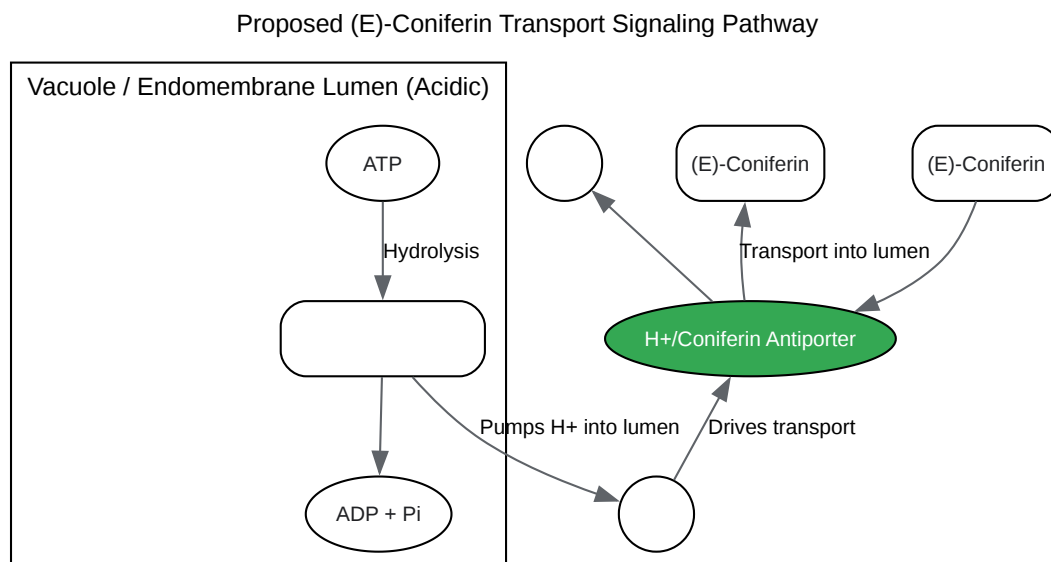 Proposed (E)-Coniferin Transport Signaling Pathway
Vacuole / Endomembrane Lumen (Acidic)
ATP
(E)-Coniferin
(E)-Coniferin
Hydrolysis
Transport into lumen
H+/Coniferin Antiporter
Pumps H+ into lumen
Drives transport
ADP + Pi